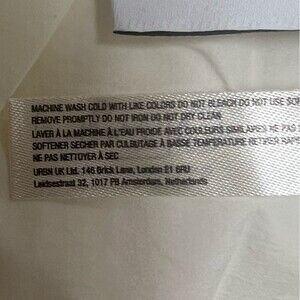 MACHINE WASH COLD WITH LIKE COLORS DO NOT BLEACH DO NOT USE
REMOVE PROMPTLY DO NOT IRON DO NOT DRY CLEAN
LAVER À LA MACHINE À L'EAU FROIDE AVEC COULEURS SIMILAIRES NE
SOFTENER SECHER PAR CULBUTAGE À BASSE TEMPERATURE RETIRER
NE PAS NETTOYER À SEC
URBN UK Ltd. 146 Brick Lane, London E1 6RU
Leidsestraat 32, 1017 PB Amsterdam, Netherlands